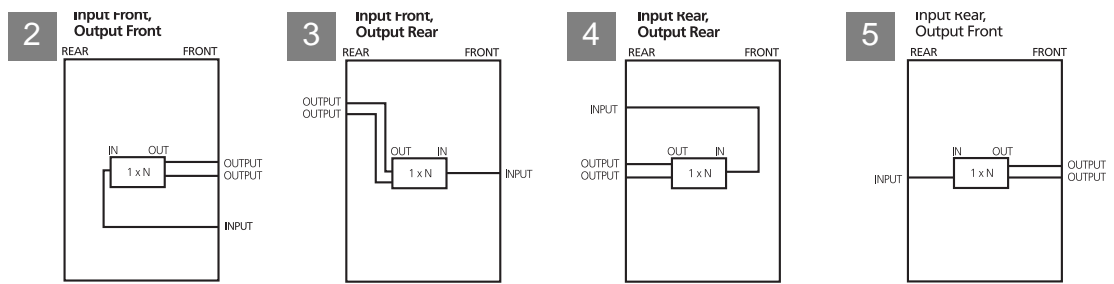 2
Input Front,
Output Front
REAR FRONT
IN OUT
1 x N
OUTPUT
OUTPUT
INPUT
3
Input Front,
Output Rear
REAR FRONT
OUTPUT
OUTPUT
OUT IN
1 x N
INPUT
4
Input Rear,
Output Rear
REAR FRONT
INPUT
OUT IN
OUTPUT
OUTPUT
1 x N
5
Input Rear,
Output Front
REAR FRONT
IN OUT
INPUT
1 x N
OUTPUT
OUTPUT